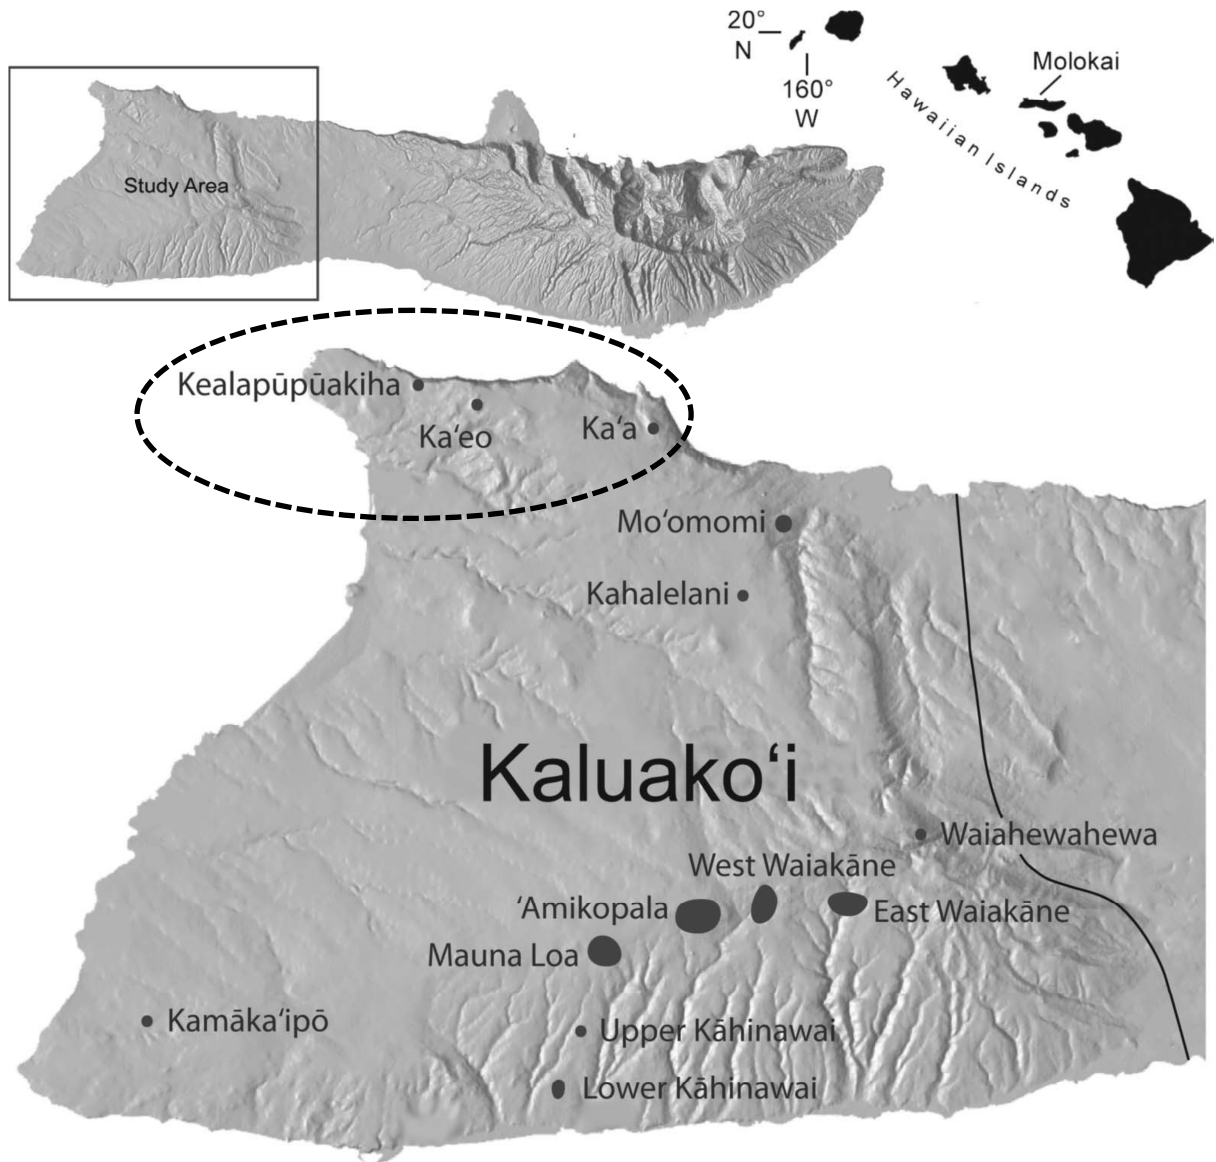 20°
N
160°
W
Molokai
Hawaiian Islands
Study Area
Kealapūpūakiha
Ka‘eo
Ka‘a
Mo‘omomi
Kahalelani
Kaluako‘i
Waiahewahewa
West Waiakāne
‘Amikopala
East Waiakāne
Mauna Loa
Kamāka‘ipō
Upper Kāhinawai
Lower Kāhinawai